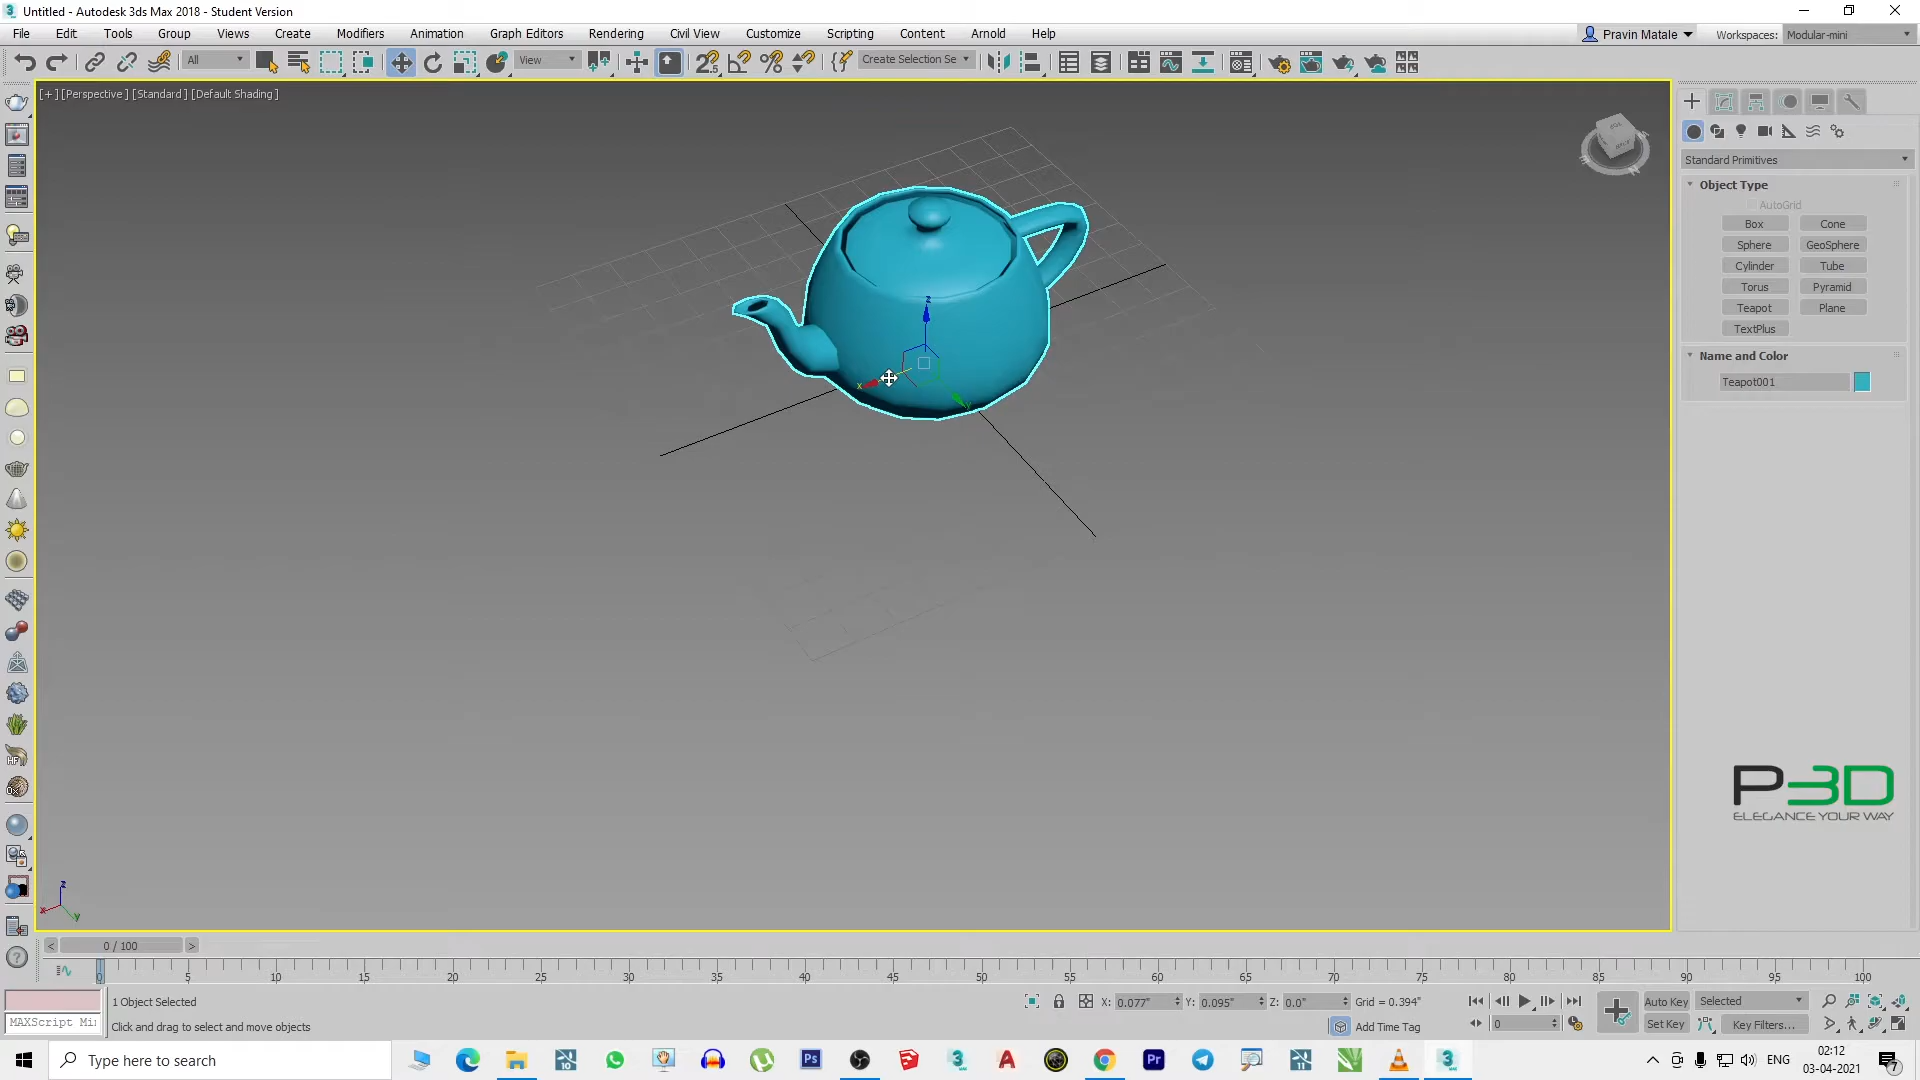 Untitled - Autodesk 3ds Max 2018 - Student Version
File Edit Tools Group Views Create Modifiers Animation Graph Editors Rendering Civil View Customize Scripting Content Arnold Help
Pravin Matale
Workspaces: Modular-mini
All
View
Create Selection Se
[+] [Perspective] [Standard] [Default Shading]
Standard Primitives
Object Type
AutoGrid
Box Cone
Sphere GeoSphere
Cylinder Tube
Torus Pyramid
Teapot Plane
TextPlus
Name and Color
Teapot001
z
x
y
P3D
ELEGANCE YOUR WAY
z
x
y
< 0 / 100 >
0 5 10 15 20 25 30 35 40 45 50 55 60 65 70 75 80 85 90 95 100
1 Object Selected
X: 0.077" Y: 0.095" Z: 0.0" Grid = 0.394"
Auto Key Selected
MAXScript Mi
Click and drag to select and move objects
Add Time Tag
0
Set Key Key Filters...
Type here to search
ENG
02:12
03-04-2021
7